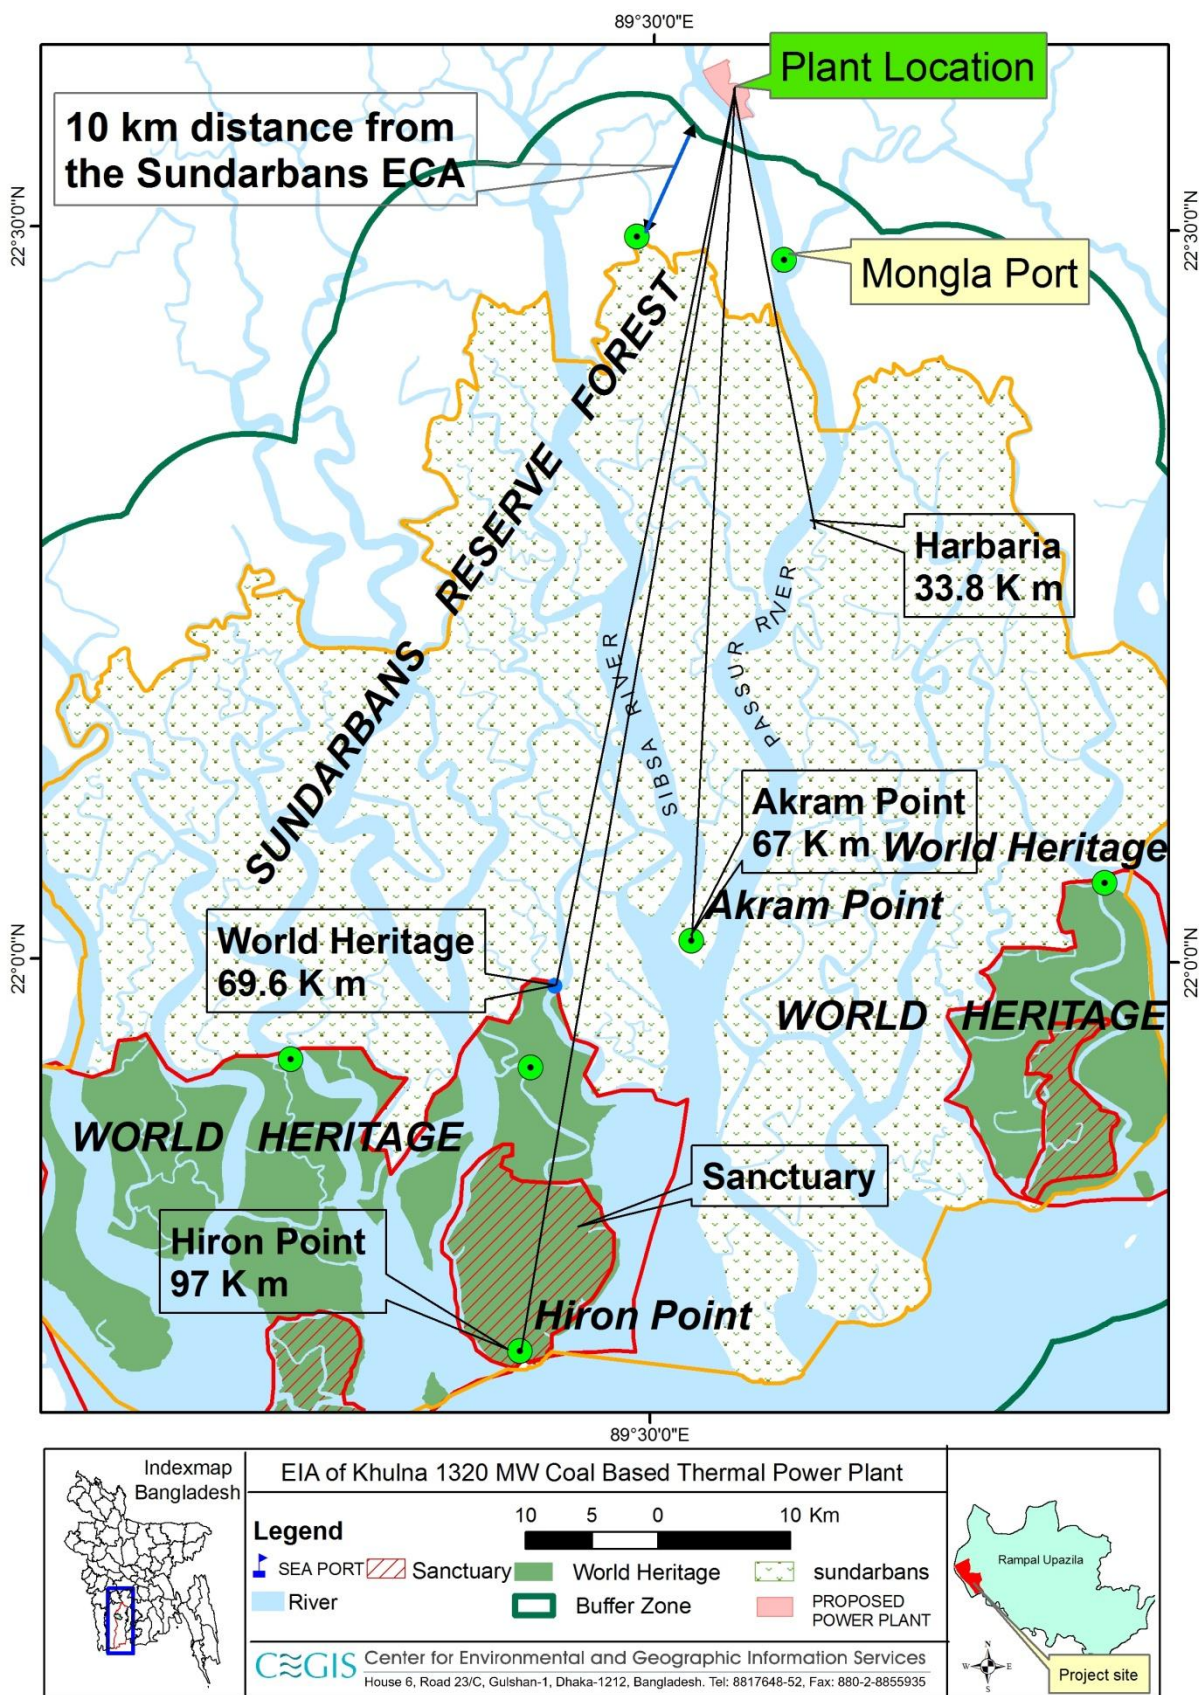 89°30'0"E
Plant Location
10 km distance from
the Sundarbans ECA
22°30'0"N
22°30'0"N
Mongla Port
SUNDARBANS RESERVE FOREST
Harbaria
33.8 K m
SIBSA RIVER
PASSUR RIVER
Akram Point
67 K m
World Heritage
Akram Point
World Heritage
69.6 K m
22°0'0"N
22°0'0"N
WORLD HERITAGE
WORLD HERITAGE
Sanctuary
Hiron Point
97 K m
Hiron Point
89°30'0"E
Indexmap
Bangladesh
EIA of Khulna 1320 MW Coal Based Thermal Power Plant
10 5 0 10 Km
Legend
SEA PORT
Sanctuary
World Heritage
sundarbans
River
Buffer Zone
PROPOSED
POWER PLANT
Rampal Upazila
N
W E
S
Project site
CEGIS
Center for Environmental and Geographic Information Services
House 6, Road 23/C, Gulshan-1, Dhaka-1212, Bangladesh. Tel: 8817648-52, Fax: 880-2-8855935